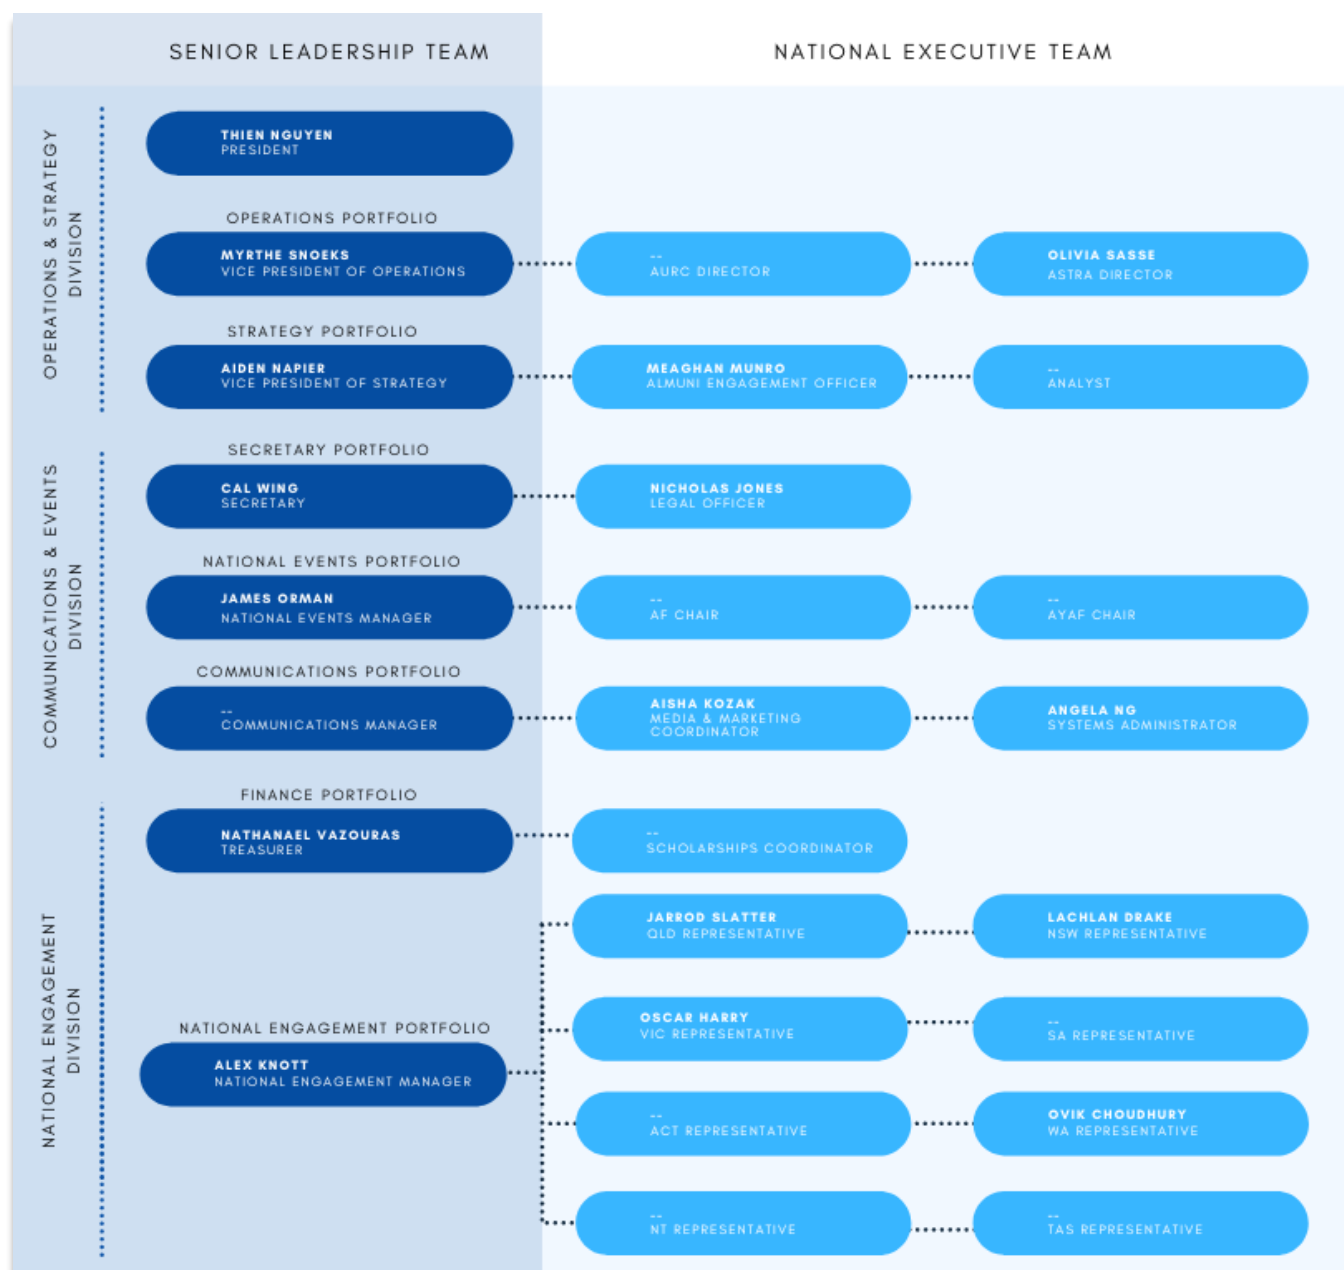 SENIOR LEADERSHIP TEAM
NATIONAL EXECUTIVE TEAM
OPERATIONS & STRATEGY
DIVISION
THIEN NGUYEN
PRESIDENT
OPERATIONS PORTFOLIO
MYRTHE SNOEKS
VICE PRESIDENT OF OPERATIONS
--
AURC DIRECTOR
OLIVIA SASSE
ASTRA DIRECTOR
STRATEGY PORTFOLIO
AIDEN NAPIER
VICE PRESIDENT OF STRATEGY
MEAGHAN MUNRO
ALMUNI ENGAGEMENT OFFICER
--
ANALYST
COMMUNICATIONS & EVENTS
DIVISION
SECRETARY PORTFOLIO
CAL WING
SECRETARY
NICHOLAS JONES
LEGAL OFFICER
NATIONAL EVENTS PORTFOLIO
JAMES ORMAN
NATIONAL EVENTS MANAGER
--
AF CHAIR
--
AYAF CHAIR
COMMUNICATIONS PORTFOLIO
--
COMMUNICATIONS MANAGER
AISHA KOZAK
MEDIA & MARKETING
COORDINATOR
ANGELA NG
SYSTEMS ADMINISTRATOR
NATIONAL ENGAGEMENT
DIVISION
FINANCE PORTFOLIO
NATHANAEL VAZOURAS
TREASURER
--
SCHOLARSHIPS COORDINATOR
NATIONAL ENGAGEMENT PORTFOLIO
ALEX KNOTT
NATIONAL ENGAGEMENT MANAGER
JARROD SLATTER
QLD REPRESENTATIVE
LACHLAN DRAKE
NSW REPRESENTATIVE
OSCAR HARRY
VIC REPRESENTATIVE
--
SA REPRESENTATIVE
--
ACT REPRESENTATIVE
OVIK CHOUDHURY
WA REPRESENTATIVE
--
NT REPRESENTATIVE
--
TAS REPRESENTATIVE